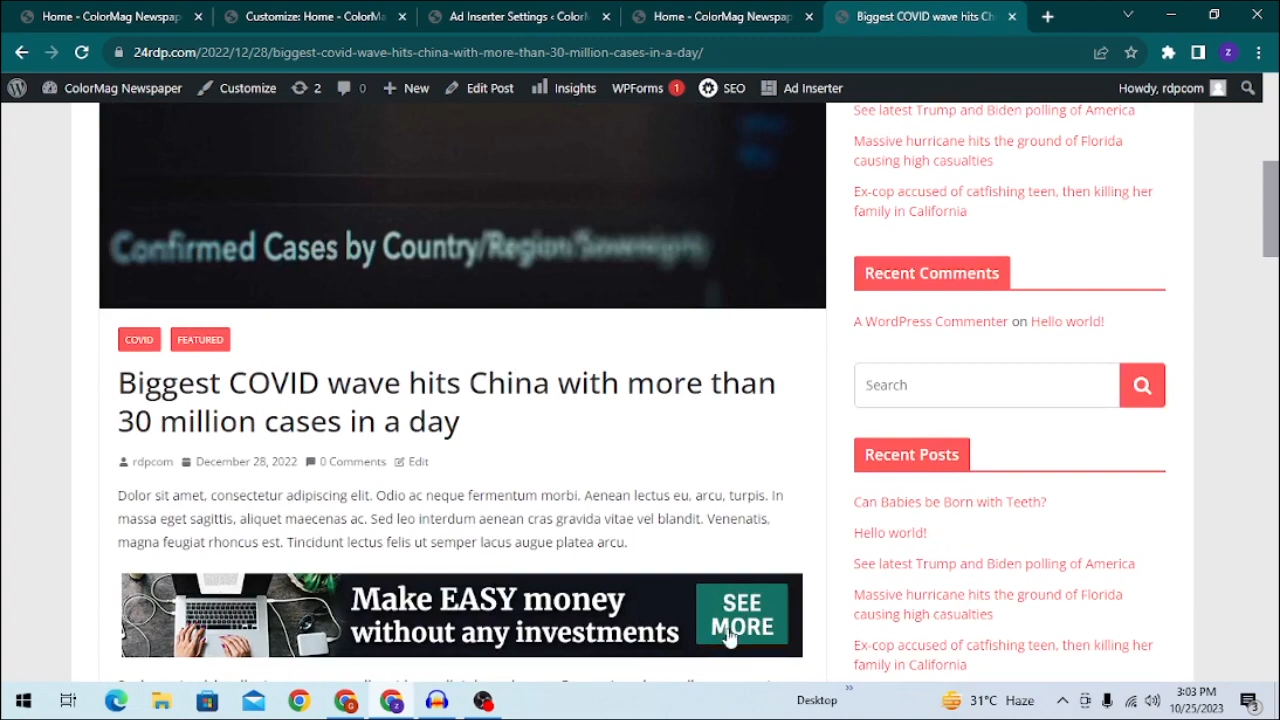 Home - ColorMag Newspap
Customize: Home - ColorMa
Ad Inserter Settings ‹ Color
Home - ColorMag Newspap
Biggest COVID wave hits Chi
24rdp.com/2022/12/28/biggest-covid-wave-hits-china-with-more-than-30-million-cases-in-a-day/
Z
ColorMag Newspaper
Customize
2
0
New
Edit Post
Insights
WPForms 1
SEO
Ad Inserter
Howdy, rdpcom
Confirmed Cases by Country/Region/Sovereignty
COVID
FEATURED
Biggest COVID wave hits China with more than
30 million cases in a day
rdpcom December 28, 2022 0 Comments Edit
Dolor sit amet, consectetur adipiscing elit. Odio ac neque fermentum morbi. Aenean lectus eu, arcu, turpis. In
massa eget sagittis, aliquet maecenas ac. Sed leo interdum aenean cras gravida vitae vel blandit. Venenatis,
magna feugiat rhoncus est. Tincidunt lectus felis ut semper lacus augue platea arcu.
Make EASY money
without any investments
SEE
MORE
See latest Trump and Biden polling of America
Massive hurricane hits the ground of Florida
causing high casualties
Ex-cop accused of catfishing teen, then killing her
family in California
Recent Comments
A WordPress Commenter on Hello world!
Search
Recent Posts
Can Babies be Born with Teeth?
Hello world!
See latest Trump and Biden polling of America
Massive hurricane hits the ground of Florida
causing high casualties
Ex-cop accused of catfishing teen, then killing her
family in California
Desktop
31°C Haze
3:03 PM
10/25/2023
3